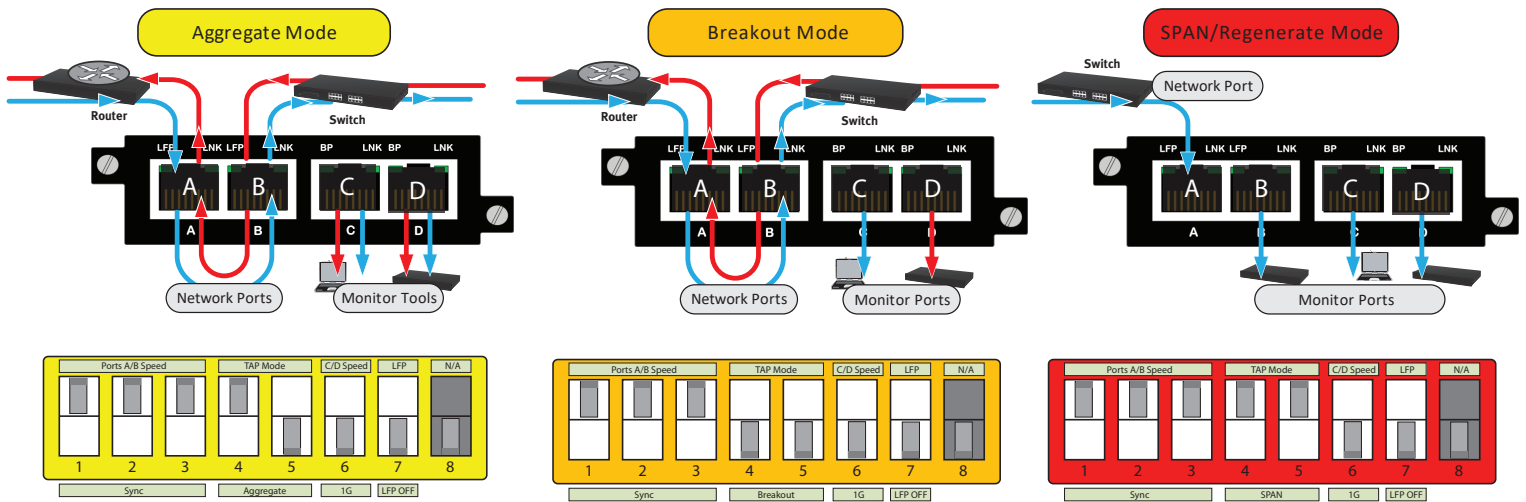 Aggregate Mode
Router
Switch
LFP LNK LFP LNK BP LNK BP LNK
A B C D
A B C D
Network Ports
Monitor Tools
Ports A/B Speed TAP Mode C/D Speed LFP N/A
1 2 3 4 5 6 7 8
Sync Aggregate 1G LFP OFF
Breakout Mode
Router
Switch
LFP LNK LFP LNK BP LNK BP LNK
A B C D
A B C D
Network Ports
Monitor Ports
Ports A/B Speed TAP Mode C/D Speed LFP N/A
1 2 3 4 5 6 7 8
Sync Breakout 1G LFP OFF
SPAN/Regenerate Mode
Switch
Network Port
LFP LNK LFP LNK BP LNK BP LNK
A B C D
A B C D
Monitor Ports
Ports A/B Speed TAP Mode C/D Speed LFP N/A
1 2 3 4 5 6 7 8
Sync SPAN 1G LFP OFF